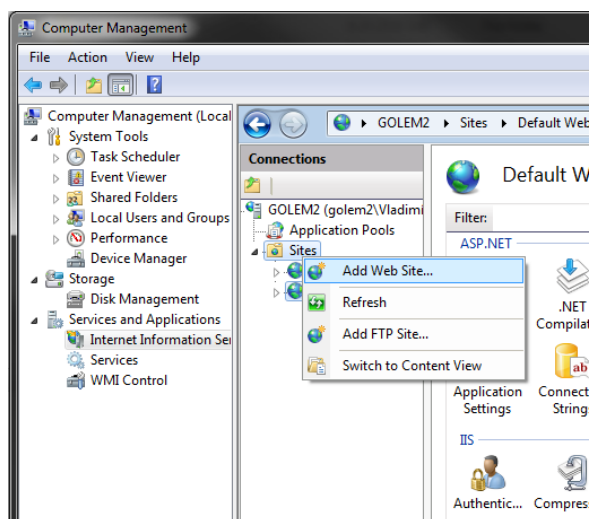 Computer Management
File Action View Help
Computer Management (Local
System Tools
Task Scheduler
Event Viewer
Shared Folders
Local Users and Groups
Performance
Device Manager
Storage
Disk Management
Services and Applications
Internet Information Ser
Services
WMI Control
GOLEM2 Sites Default Web
Connections
GOLEM2 (golem2\Vladimi
Application Pools
Sites
Add Web Site...
Refresh
Add FTP Site...
Switch to Content View
Default W
Filter:
ASP.NET
.NET
Compilat
ab
Application
Settings
Connect
String
IIS
Authentic...
Compres